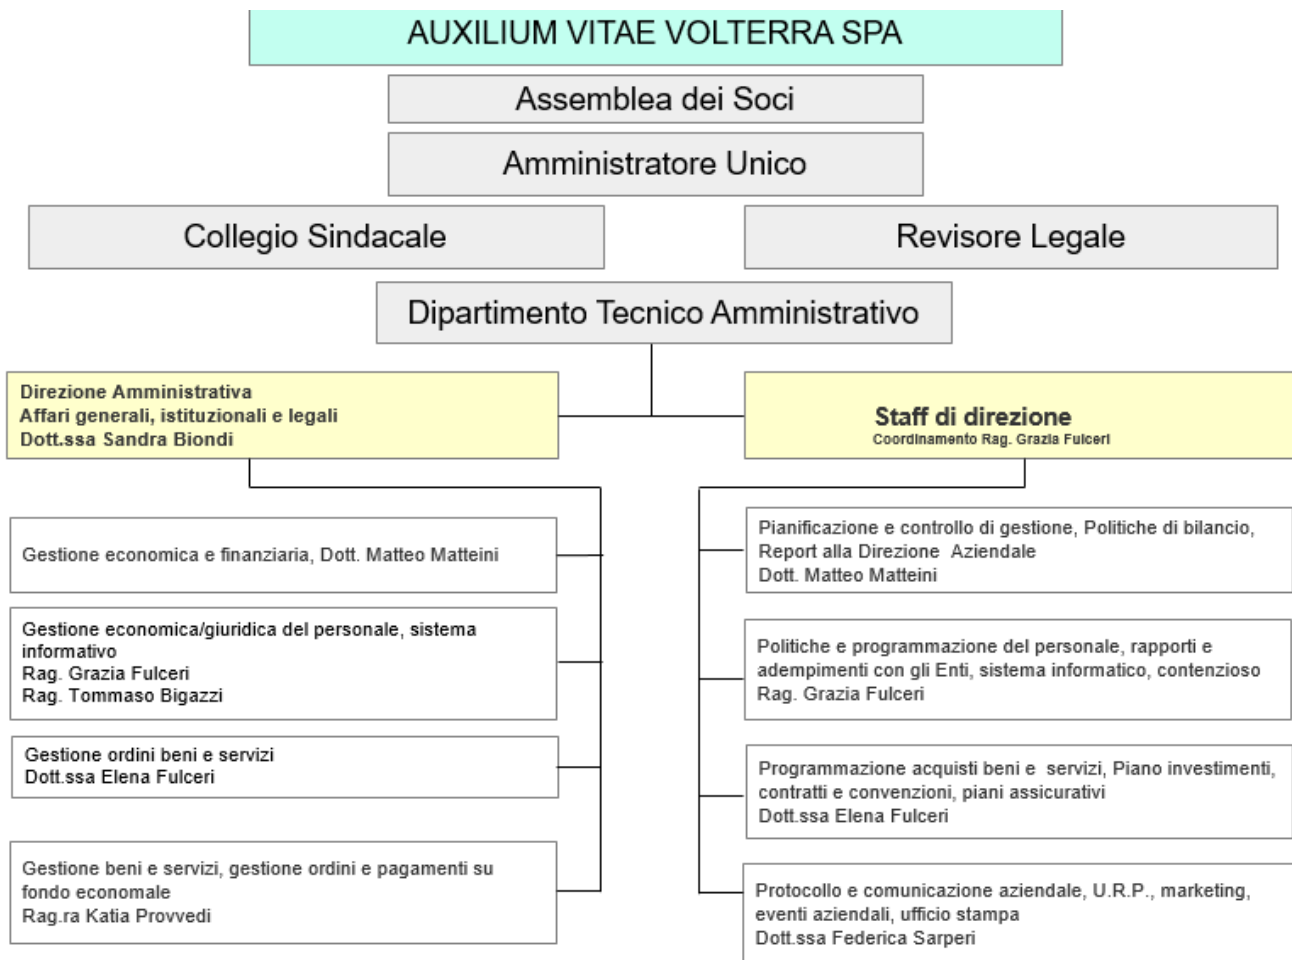 AUXILIUM VITAE VOLTERRA SPA
Assemblea dei Soci
Amministratore Unico
Collegio Sindacale
Revisore Legale
Dipartimento Tecnico Amministrativo
Direzione Amministrativa
Affari generali, istituzionali e legali
Dott.ssa Sandra Biondi
Staff di direzione
Coordinamento Rag. Grazia Fulceri
Gestione economica e finanziaria, Dott. Matteo Matteini
Gestione economica/giuridica del personale, sistema
informativo
Rag. Grazia Fulceri
Rag. Tommaso Bigazzi
Gestione ordini beni e servizi
Dott.ssa Elena Fulceri
Gestione beni e servizi, gestione ordini e pagamenti su
fondo economale
Rag.ra Katia Provvedi
Pianificazione e controllo di gestione, Politiche di bilancio,
Report alla Direzione Aziendale
Dott. Matteo Matteini
Politiche e programmazione del personale, rapporti e
adempimenti con gli Enti, sistema informatico, contenzioso
Rag. Grazia Fulceri
Programmazione acquisti beni e servizi, Piano investimenti,
contratti e convenzioni, piani assicurativi
Dott.ssa Elena Fulceri
Protocollo e comunicazione aziendale, U.R.P., marketing,
eventi aziendali, ufficio stampa
Dott.ssa Federica Sarperi